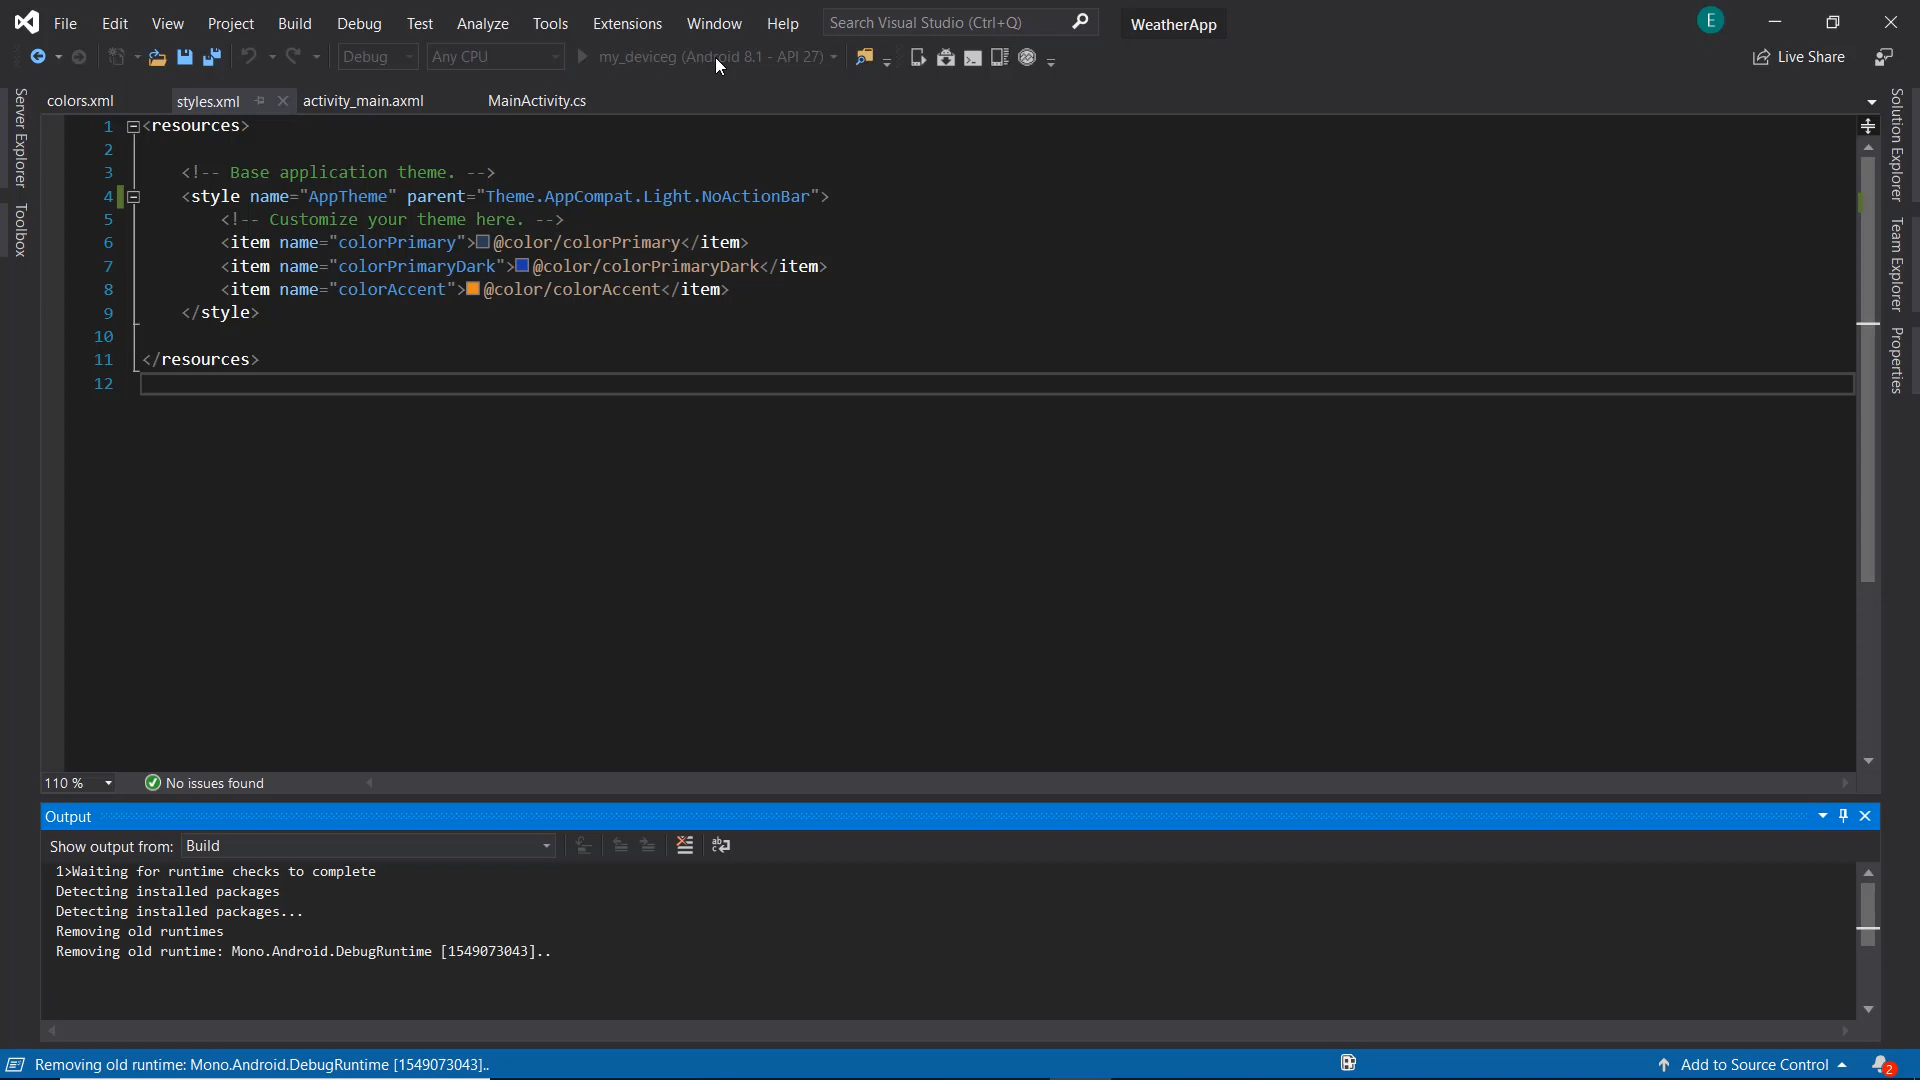 File Edit View Project Build Debug Test Analyze Tools Extensions Window Help Search Visual Studio (Ctrl+Q) WeatherApp E
Debug Any CPU my_deviceg (Android 8.1 - API 27) Live Share
colors.xml styles.xml activity_main.axml MainActivity.cs
Server Explorer
Toolbox
Solution Explorer
Team Explorer
Properties
1 <resources>
2
3 <!-- Base application theme. -->
4 <style name="AppTheme" parent="Theme.AppCompat.Light.NoActionBar">
5 <!-- Customize your theme here. -->
6 <item name="colorPrimary">@color/colorPrimary</item>
7 <item name="colorPrimaryDark">@color/colorPrimaryDark</item>
8 <item name="colorAccent">@color/colorAccent</item>
9 </style>
10
11 </resources>
12
110 % No issues found
Output
Show output from: Build
1>Waiting for runtime checks to complete
Detecting installed packages
Detecting installed packages...
Removing old runtimes
Removing old runtime: Mono.Android.DebugRuntime [1549073043]..
Removing old runtime: Mono.Android.DebugRuntime [1549073043].. Add to Source Control 2